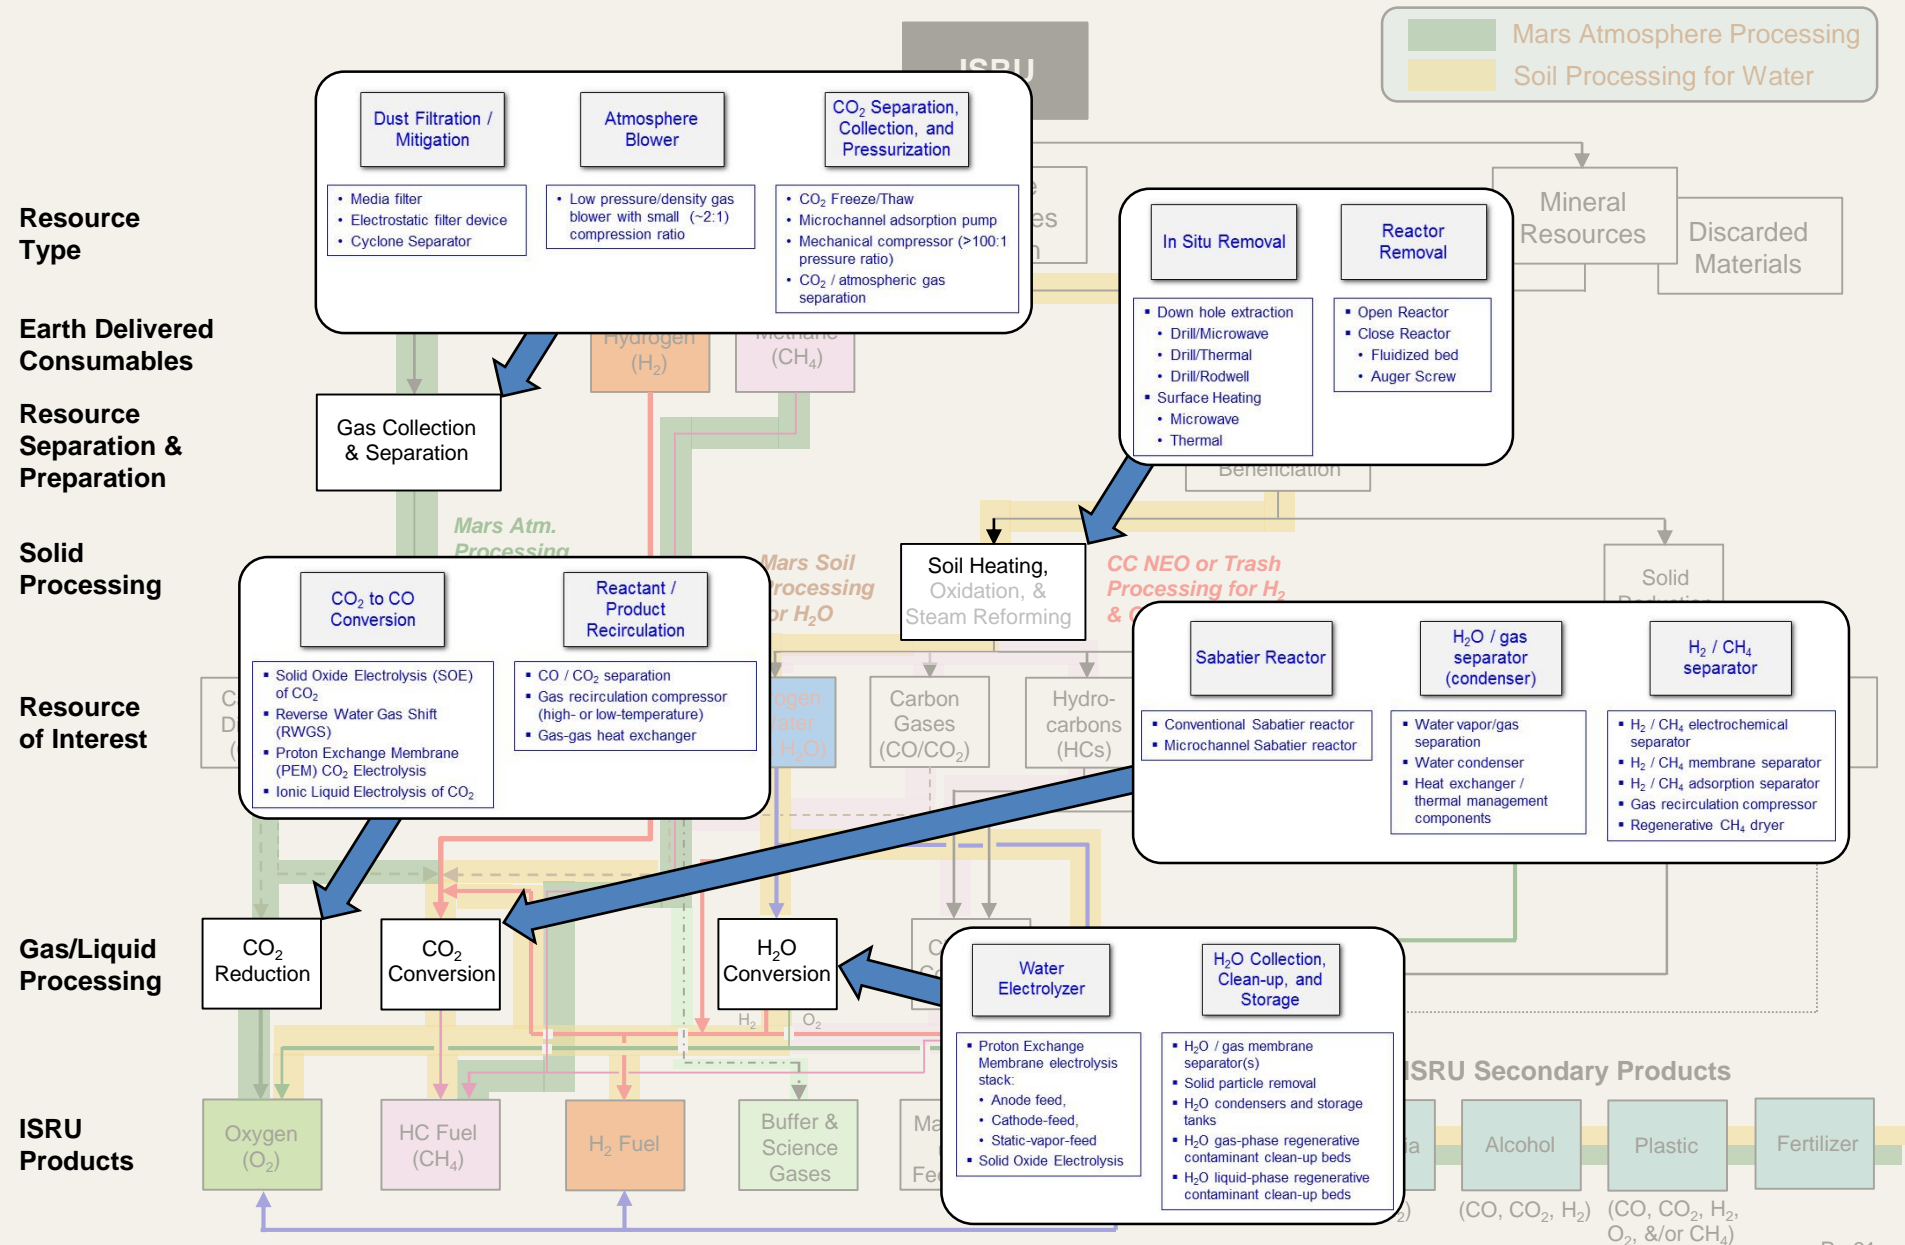 ISRU
Mars Atmosphere Processing
Soil Processing for Water
Dust Filtration /
Mitigation
• Media filter
• Electrostatic filter device
• Cyclone Separator
Atmosphere
Blower
• Low pressure/density gas
blower with small (~2:1)
compression ratio
CO₂ Separation,
Collection, and
Pressurization
• CO₂ Freeze/Thaw
• Microchannel adsorption pump
• Mechanical compressor (>100:1
pressure ratio)
• CO₂ / atmospheric gas
separation
Resource
Type
Mineral
Resources
Discarded
Materials
In Situ Removal
▪ Down hole extraction
• Drill/Microwave
• Drill/Thermal
• Drill/Rodwell
▪ Surface Heating
• Microwave
• Thermal
Reactor
Removal
▪ Open Reactor
▪ Close Reactor
• Fluidized bed
• Auger Screw
Earth Delivered
Consumables
Hydrogen
(H₂)
Methane
(CH₄)
Resource
Separation &
Preparation
Gas Collection
& Separation
Beneficiation
Solid
Processing
Mars Atm.
Processing
Mars Soil
Processing
for H₂O
Soil Heating,
Oxidation, &
Steam Reforming
CC NEO or Trash
Processing for H₂
&
Solid
CO₂ to CO
Conversion
▪ Solid Oxide Electrolysis (SOE)
of CO₂
▪ Reverse Water Gas Shift
(RWGS)
▪ Proton Exchange Membrane
(PEM) CO₂ Electrolysis
▪ Ionic Liquid Electrolysis of CO₂
Reactant /
Product
Recirculation
▪ CO / CO₂ separation
▪ Gas recirculation compressor
(high- or low-temperature)
▪ Gas-gas heat exchanger
Resource
of Interest
Carbon
Gases
(CO/CO₂)
Hydro-
carbons
(HCs)
Sabatier Reactor
▪ Conventional Sabatier reactor
▪ Microchannel Sabatier reactor
H₂O / gas
separator
(condenser)
▪ Water vapor/gas
separation
▪ Water condenser
▪ Heat exchanger /
thermal management
components
H₂ / CH₄
separator
▪ H₂ / CH₄ electrochemical
separator
▪ H₂ / CH₄ membrane separator
▪ H₂ / CH₄ adsorption separator
▪ Gas recirculation compressor
▪ Regenerative CH₄ dryer
Gas/Liquid
Processing
CO₂
Reduction
CO₂
Conversion
H₂O
Conversion
H₂
O₂
Water
Electrolyzer
▪ Proton Exchange
Membrane electrolysis
stack:
• Anode feed,
• Cathode-feed,
• Static-vapor-feed
▪ Solid Oxide Electrolysis
H₂O Collection,
Clean-up, and
Storage
▪ H₂O / gas membrane
separator(s)
▪ Solid particle removal
▪ H₂O condensers and storage
tanks
▪ H₂O gas-phase regenerative
contaminant clean-up beds
▪ H₂O liquid-phase regenerative
contaminant clean-up beds
ISRU
Products
Oxygen
(O₂)
HC Fuel
(CH₄)
H₂ Fuel
Buffer &
Science
Gases
ISRU Secondary Products
Alcohol
(CO, CO₂, H₂)
Plastic
(CO, CO₂, H₂,
O₂, &/or CH₄)
Fertilizer